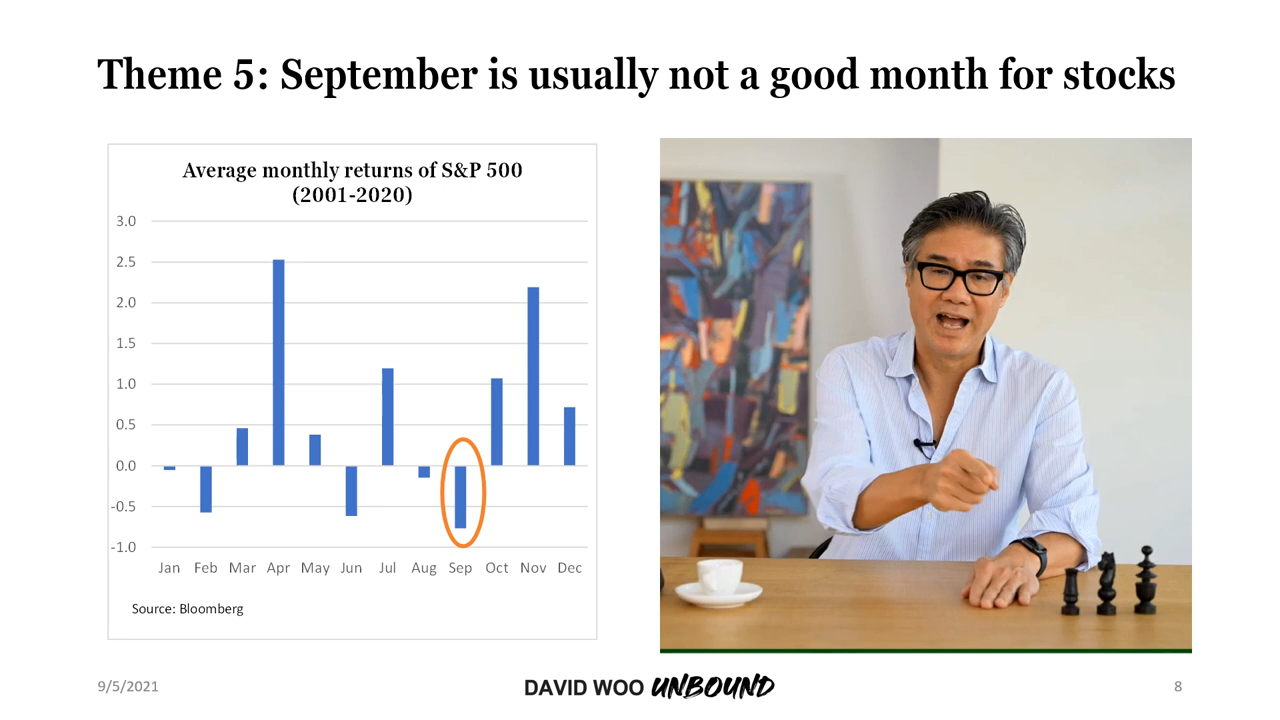 Theme 5: September is usually not a good month for stocks
Average monthly returns of S&P 500
(2001-2020)
3.0
2.5
2.0
1.5
1.0
0.5
0.0
-0.5
-1.0
Jan Feb Mar Apr May Jun Jul Aug Sep Oct Nov Dec
Source: Bloomberg
9/5/2021
DAVID WOO UNBOUND
8